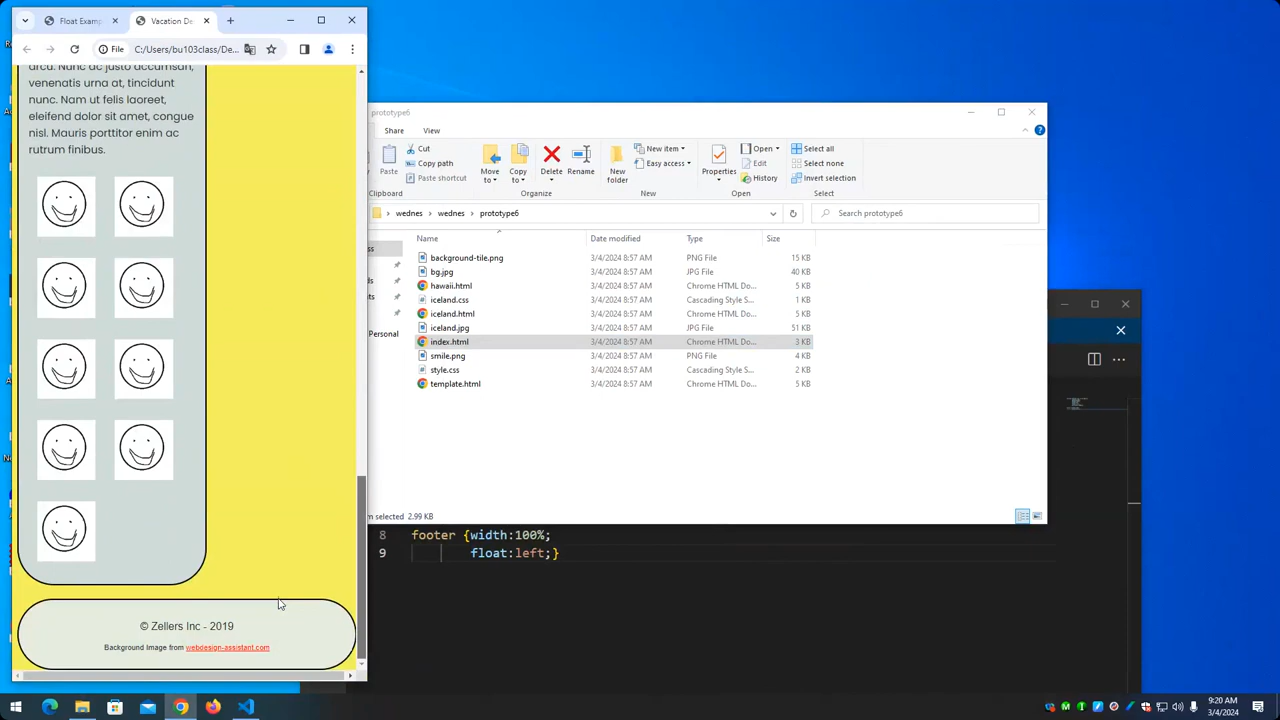 Float Examp
Vacation De
File
C:/Users/bu103class/De...
arcu. Nunc ac justo accumsan,
venenatis urna at, tincidunt
nunc. Nam ut felis laoreet,
eleifend dolor sit amet, congue
nisl. Mauris porttitor enim ac
rutrum finibus.
© Zellers Inc - 2019
Background Image from webdesign-assistant.com
prototype6
Share View
Cut
Copy path
Paste shortcut
Paste
Clipboard
Move to
Copy to
Delete
Rename
Organize
New folder
New item
Easy access
New
Properties
Open
Edit
History
Open
Select all
Select none
Invert selection
Select
wednes > wednes > prototype6
Search prototype6
Name Date modified Type Size
background-tile.png 3/4/2024 8:57 AM PNG File 15 KB
bg.jpg 3/4/2024 8:57 AM JPG File 40 KB
hawaii.html 3/4/2024 8:57 AM Chrome HTML Do... 5 KB
iceland.css 3/4/2024 8:57 AM Cascading Style S... 1 KB
iceland.html 3/4/2024 8:57 AM Chrome HTML Do... 5 KB
iceland.jpg 3/4/2024 8:57 AM JPG File 51 KB
index.html 3/4/2024 8:57 AM Chrome HTML Do... 3 KB
smile.png 3/4/2024 8:57 AM PNG File 4 KB
style.css 3/4/2024 8:57 AM Cascading Style S... 2 KB
template.html 3/4/2024 8:57 AM Chrome HTML Do... 5 KB
Personal
m selected 2.99 KB
8 footer {width:100%;
9 float:left;}
9:20 AM
3/4/2024